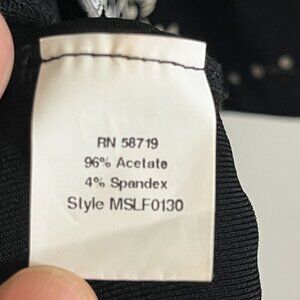 RN 58719
96% Acetate
4% Spandex
Style MSLF0130